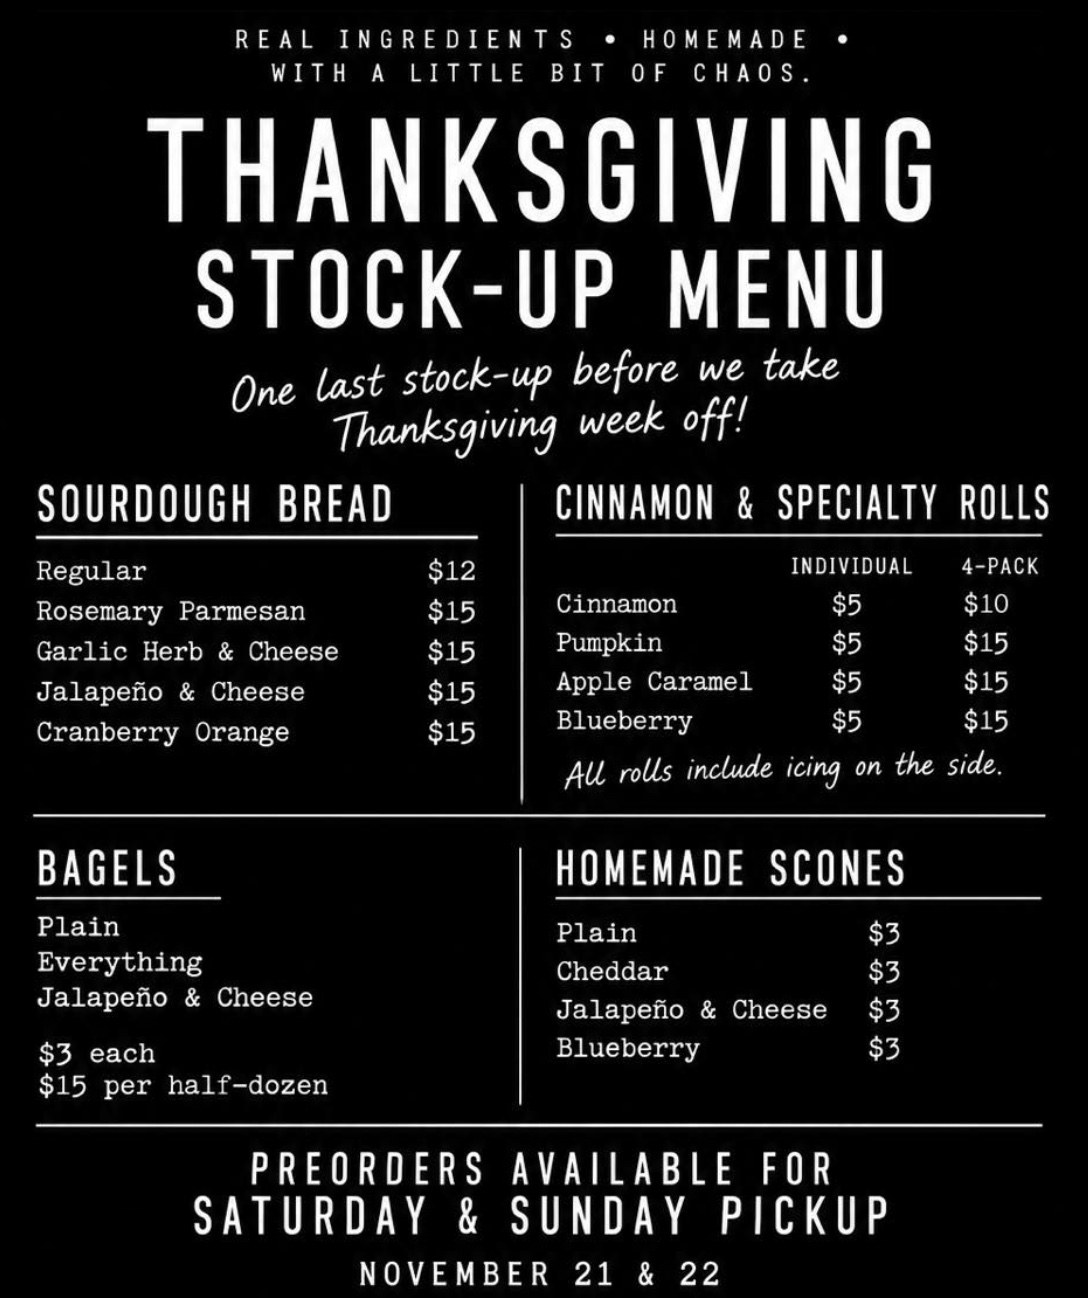 REAL INGREDIENTS • HOMEMADE •
WITH A LITTLE BIT OF CHAOS.
THANKSGIVING
STOCK-UP MENU
One last stock-up before we take
Thanksgiving week off!
SOURDOUGH BREAD
Regular $12
Rosemary Parmesan $15
Garlic Herb & Cheese $15
Jalapeño & Cheese $15
Cranberry Orange $15
CINNAMON & SPECIALTY ROLLS
INDIVIDUAL 4-PACK
Cinnamon $5 $10
Pumpkin $5 $15
Apple Caramel $5 $15
Blueberry $5 $15
All rolls include icing on the side.
BAGELS
Plain
Everything
Jalapeño & Cheese
$3 each
$15 per half-dozen
HOMEMADE SCONES
Plain $3
Cheddar $3
Jalapeño & Cheese $3
Blueberry $3
PREORDERS AVAILABLE FOR
SATURDAY & SUNDAY PICKUP
NOVEMBER 21 & 22